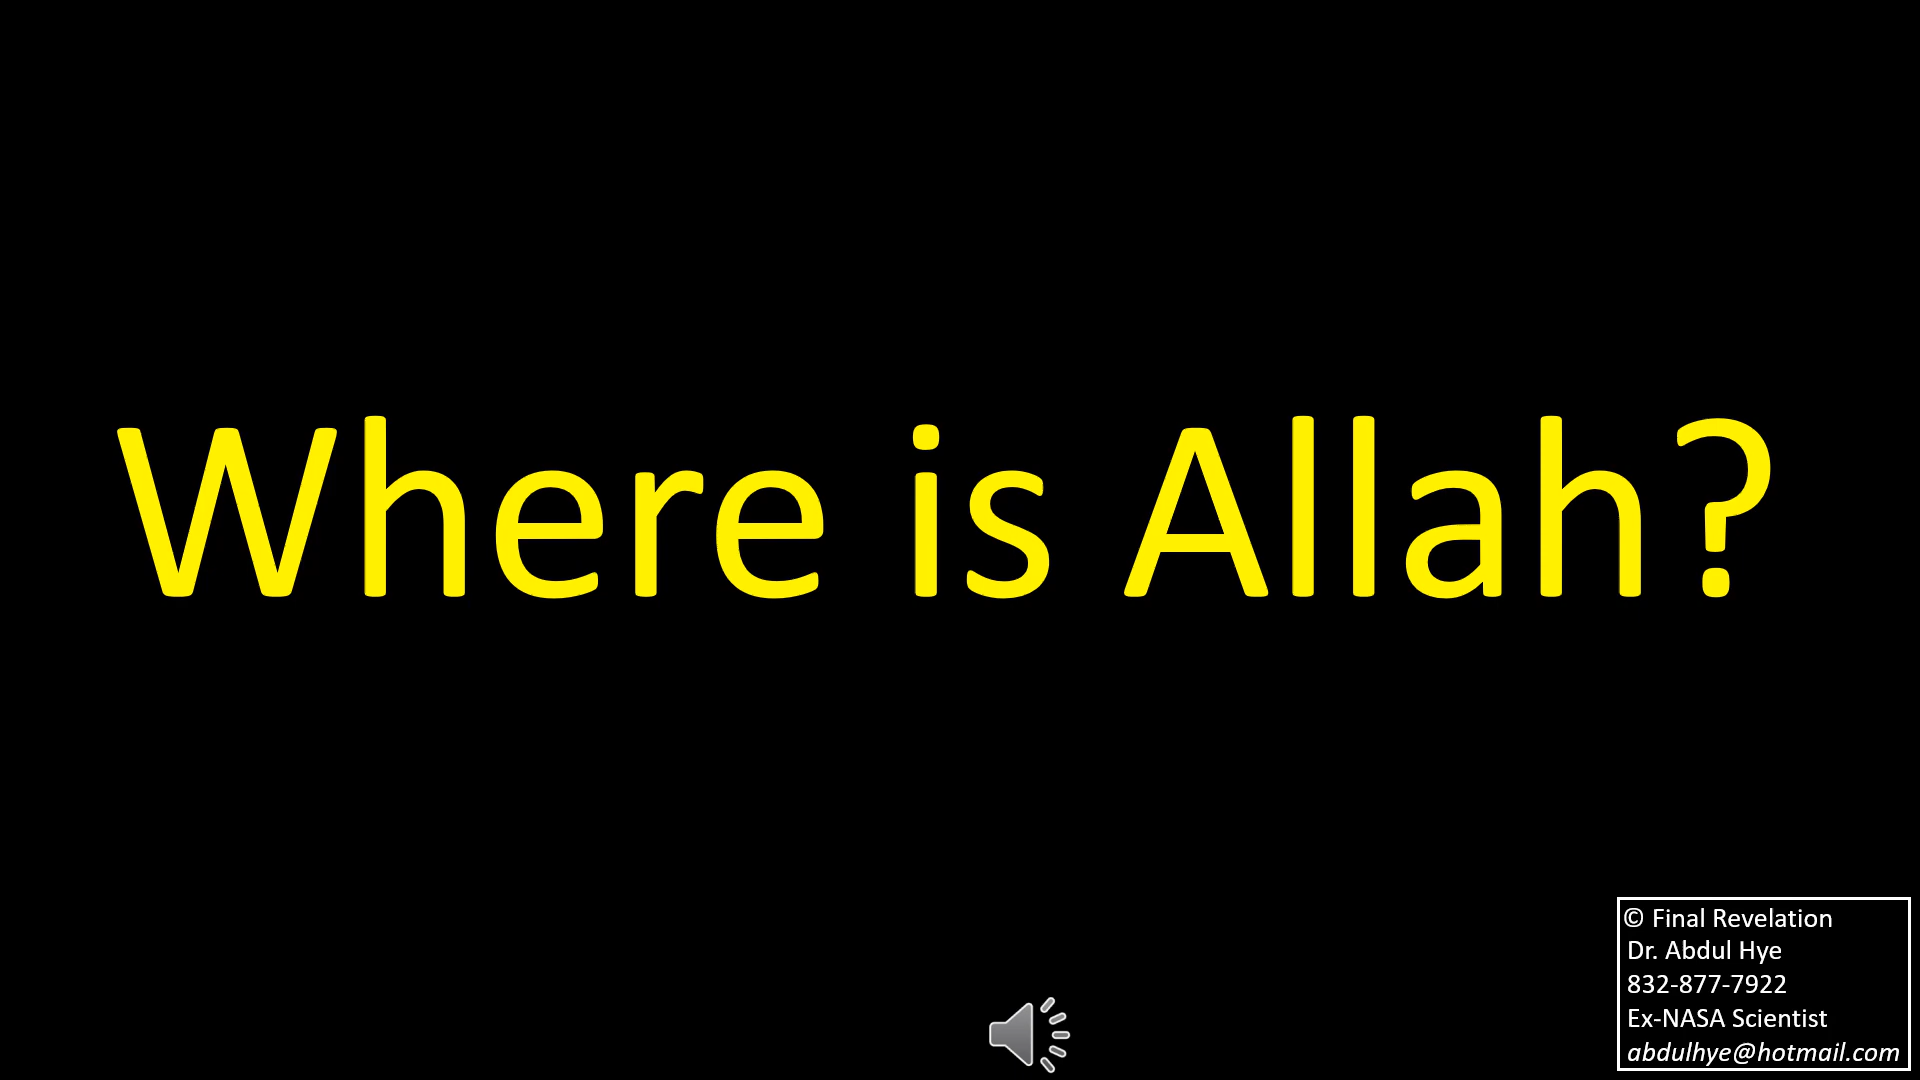 Where is Allah?
© Final Revelation
Dr. Abdul Hye
832-877-7922
Ex-NASA Scientist
abdulhye@hotmail.com